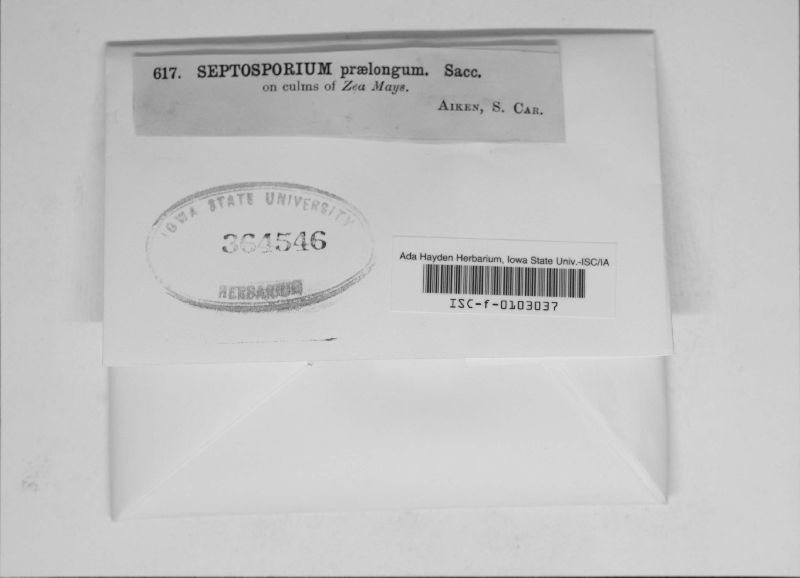 617. SEPTOSPORIUM prælongum. Sacc.
on culms of Zea Mays.
AIKEN, S. CAR.
IOWA STATE UNIVERSITY
364546
HERBARIUM
Ada Hayden Herbarium, Iowa State Univ.-ISC/IA
ISC-f-0103037